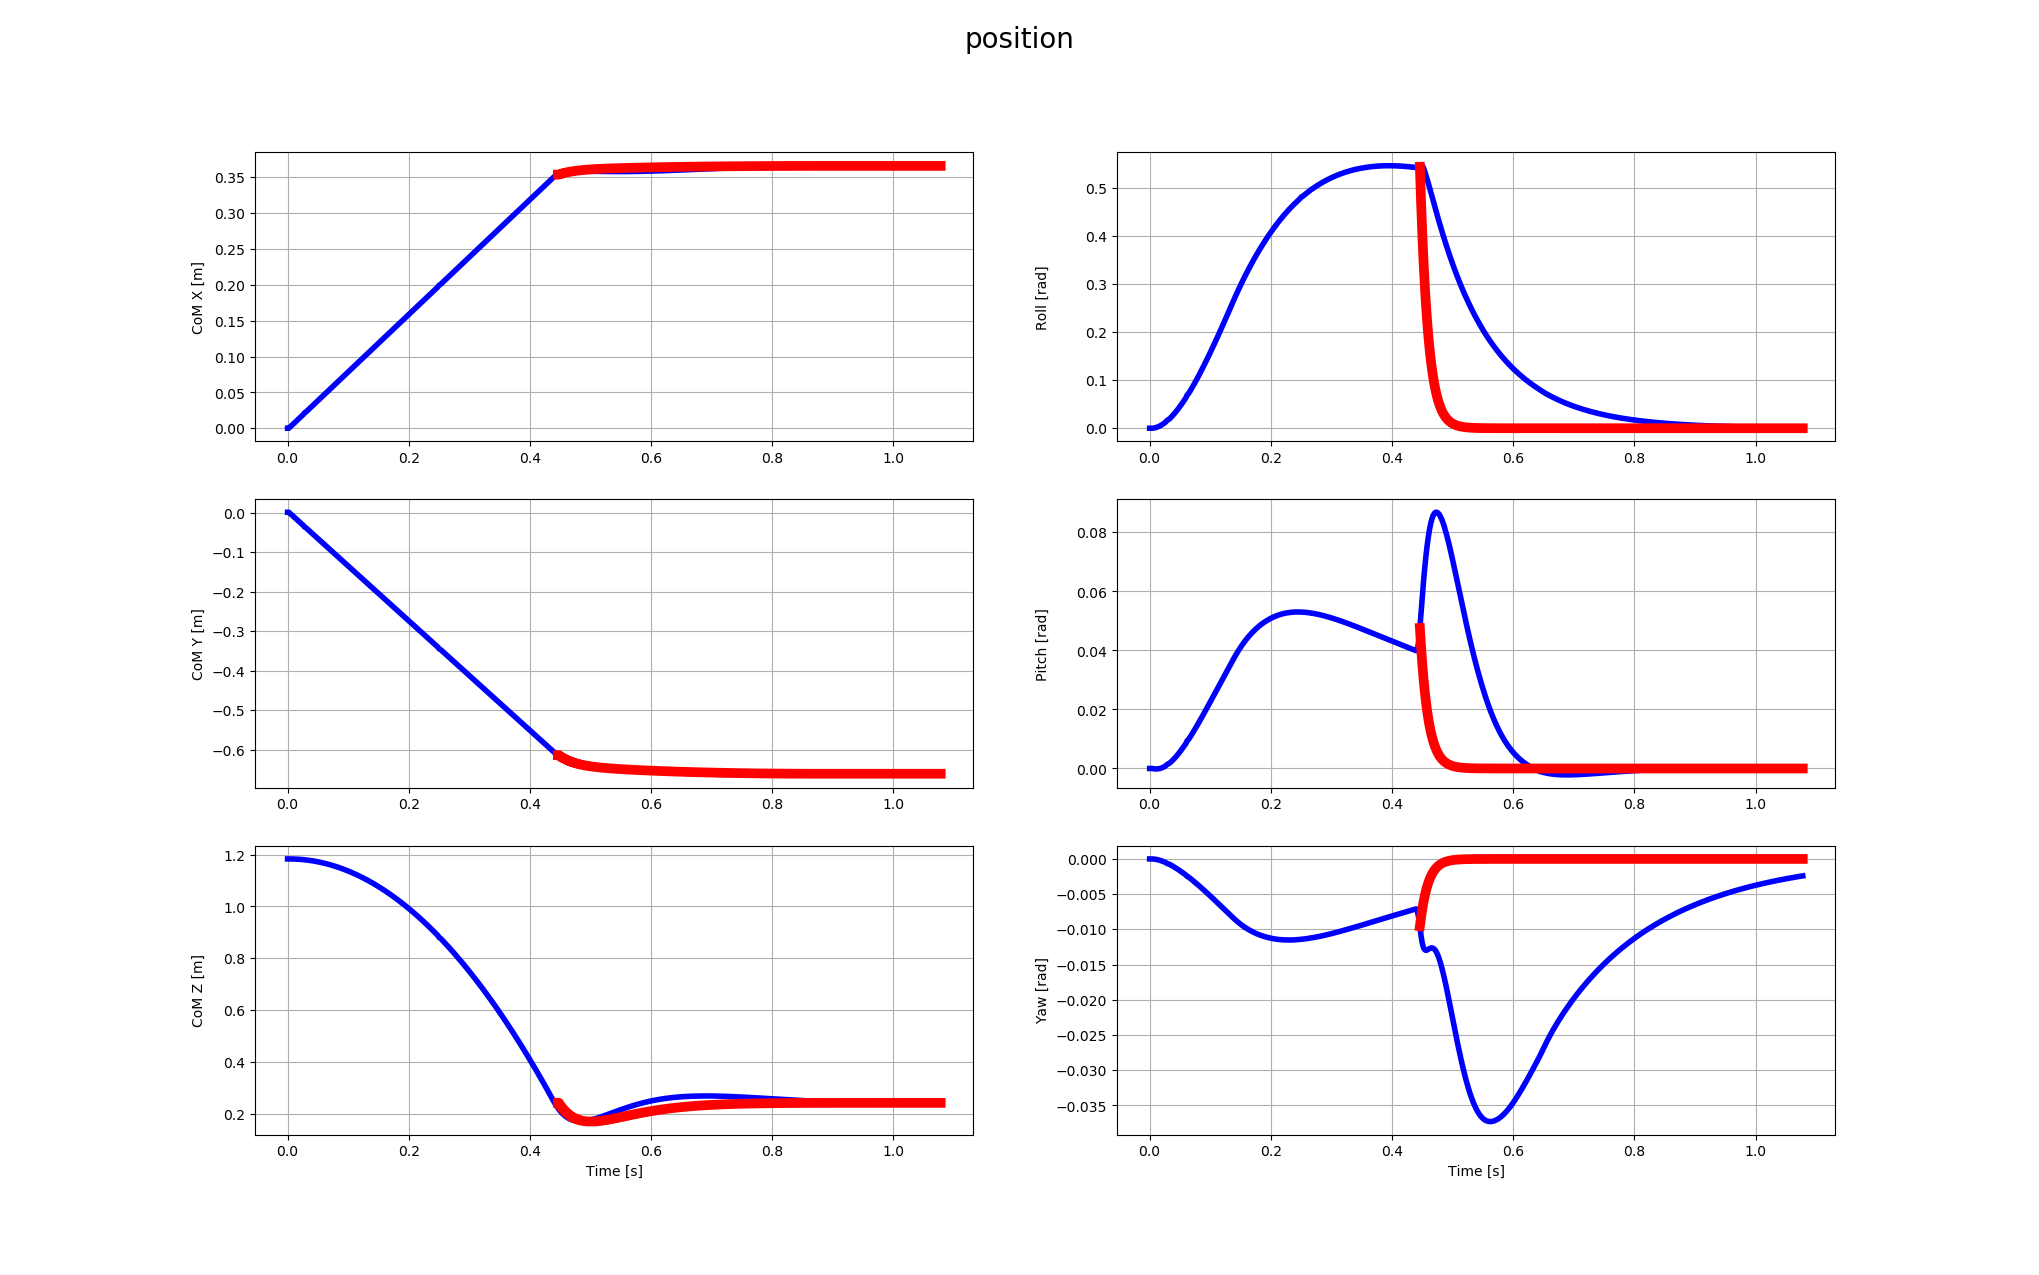 position
CoM X [m]
0.35
0.30
0.25
0.20
0.15
0.10
0.05
0.00
0.0 0.2 0.4 0.6 0.8 1.0
Roll [rad]
0.5
0.4
0.3
0.2
0.1
0.0
0.0 0.2 0.4 0.6 0.8 1.0
CoM Y [m]
0.0
−0.1
−0.2
−0.3
−0.4
−0.5
−0.6
0.0 0.2 0.4 0.6 0.8 1.0
Pitch [rad]
0.08
0.06
0.04
0.02
0.00
0.0 0.2 0.4 0.6 0.8 1.0
CoM Z [m]
1.2
1.0
0.8
0.6
0.4
0.2
0.0 0.2 0.4 0.6 0.8 1.0
Time [s]
Yaw [rad]
0.000
−0.005
−0.010
−0.015
−0.020
−0.025
−0.030
−0.035
0.0 0.2 0.4 0.6 0.8 1.0
Time [s]